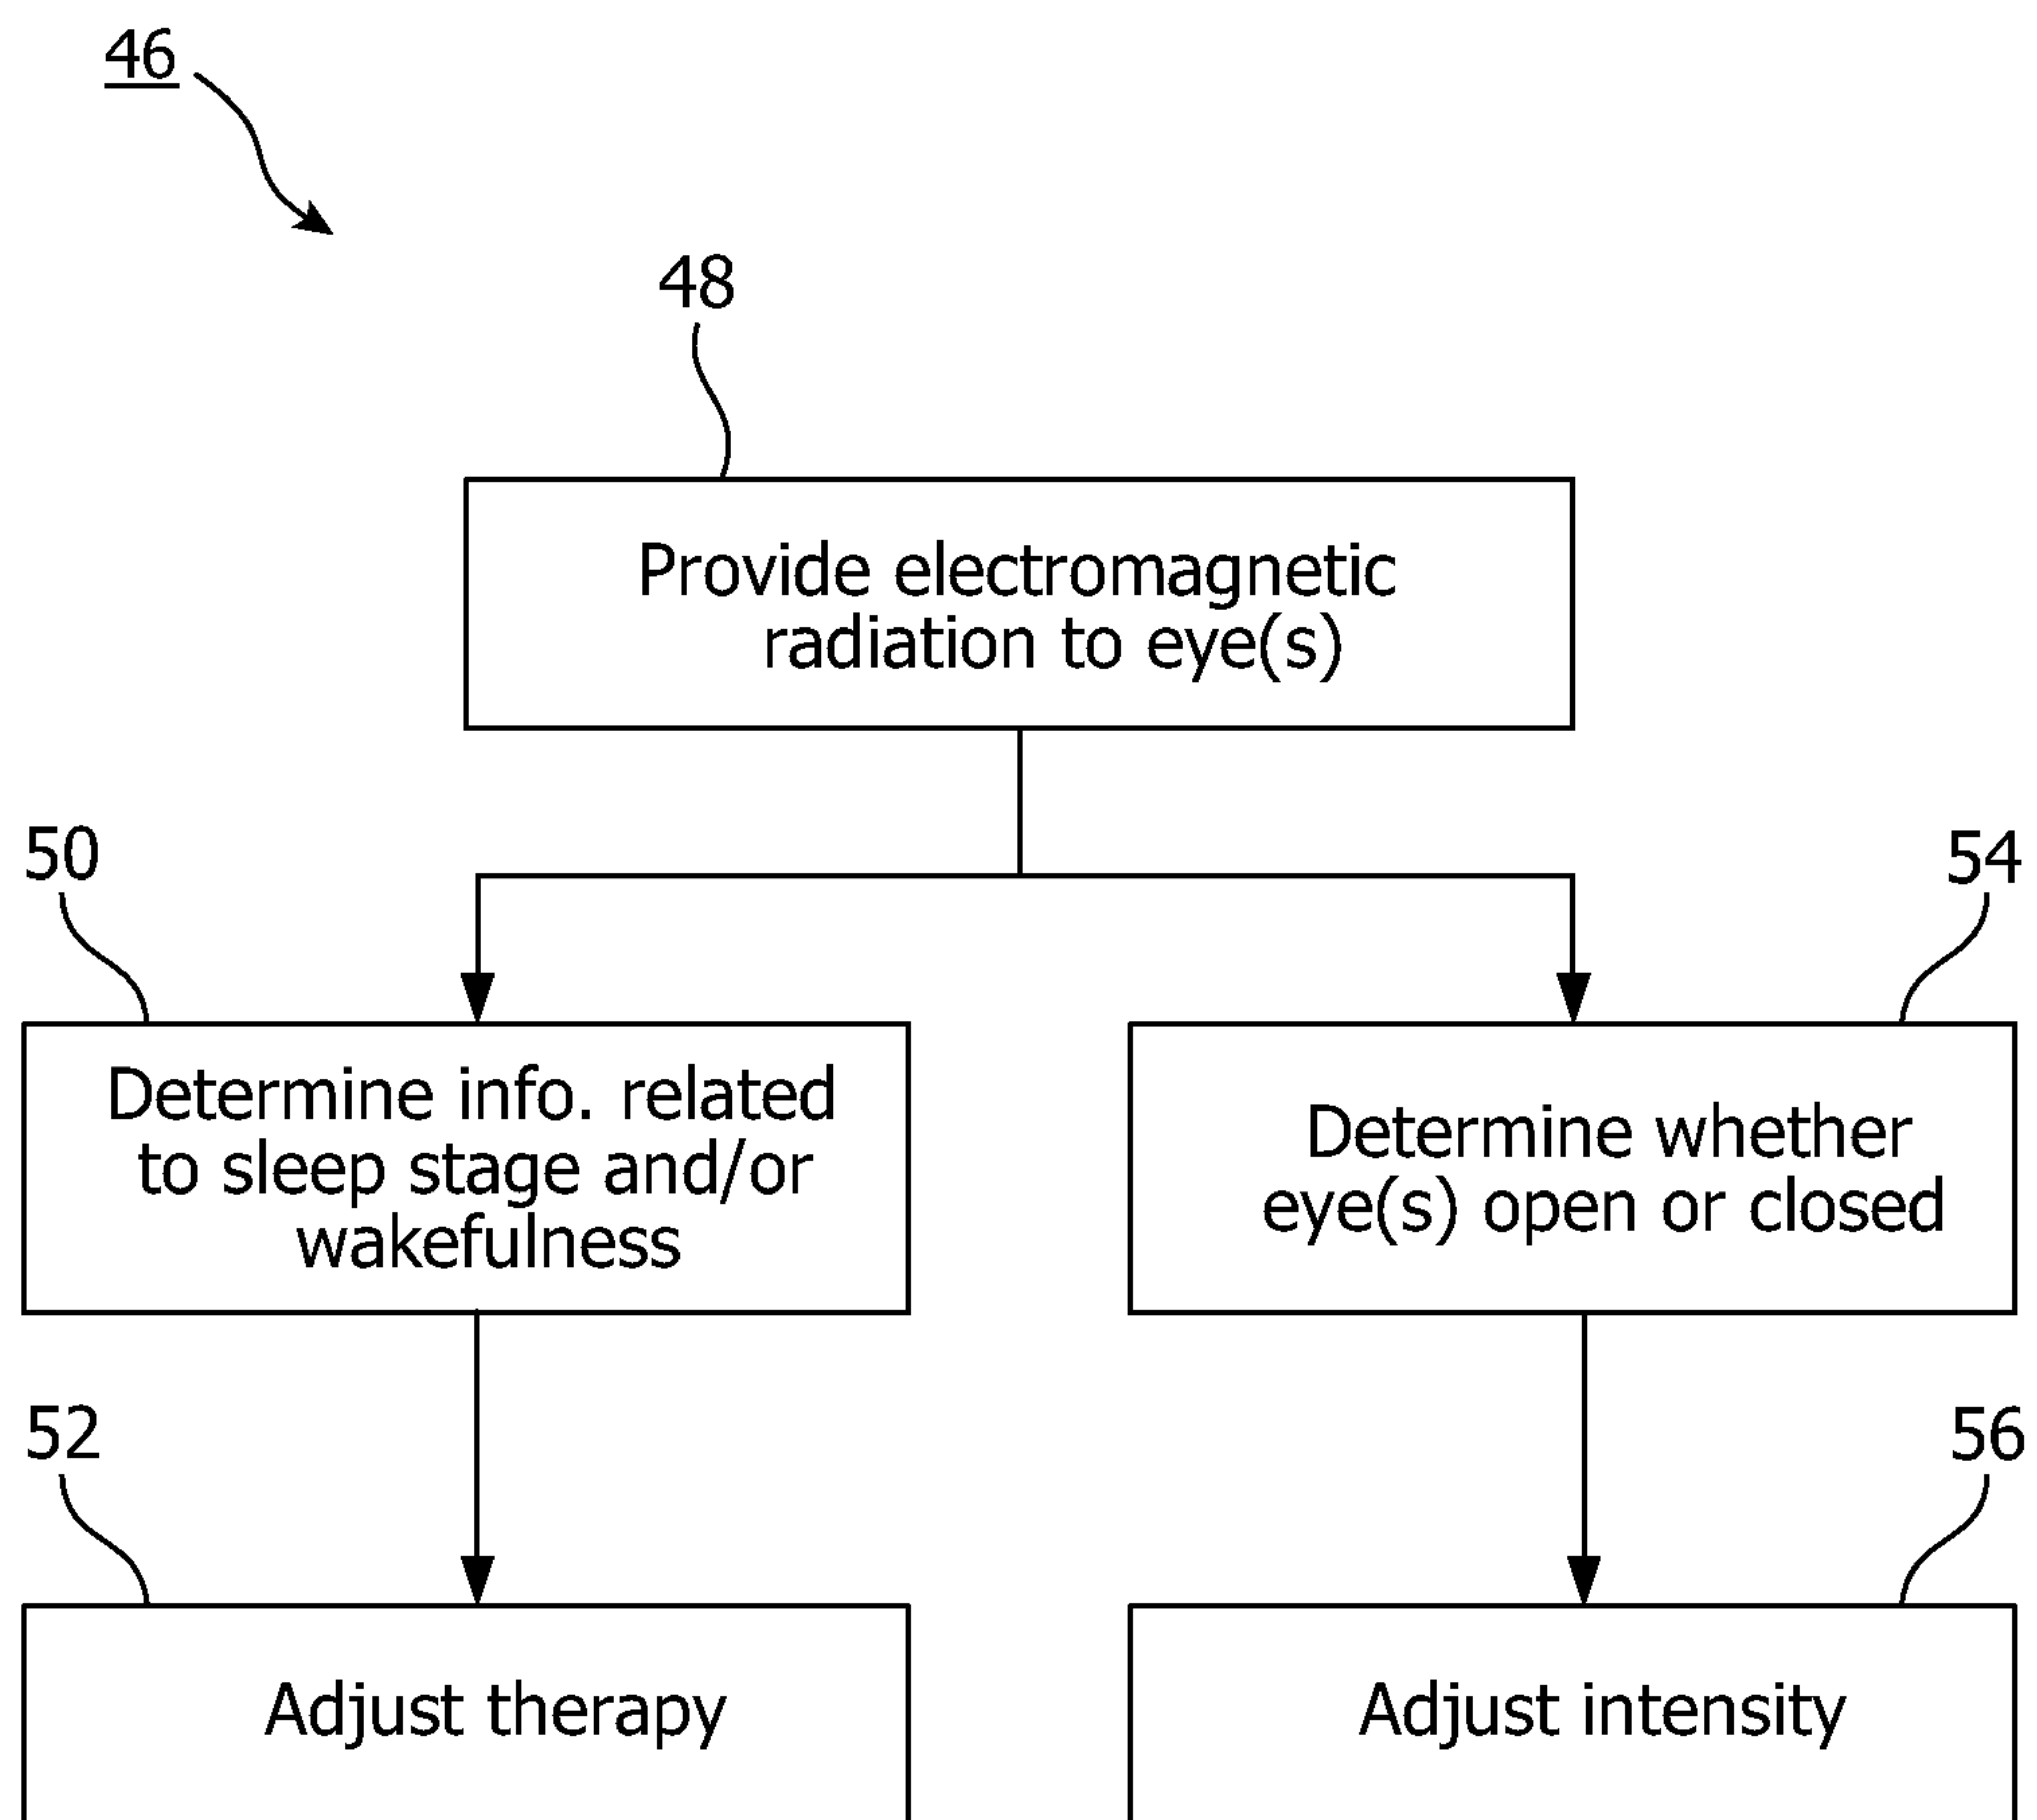 46
48
Provide electromagnetic
radiation to eye(s)
50
54
Determine info. related
to sleep stage and/or
wakefulness
Determine whether
eye(s) open or closed
52
56
Adjust therapy
Adjust intensity